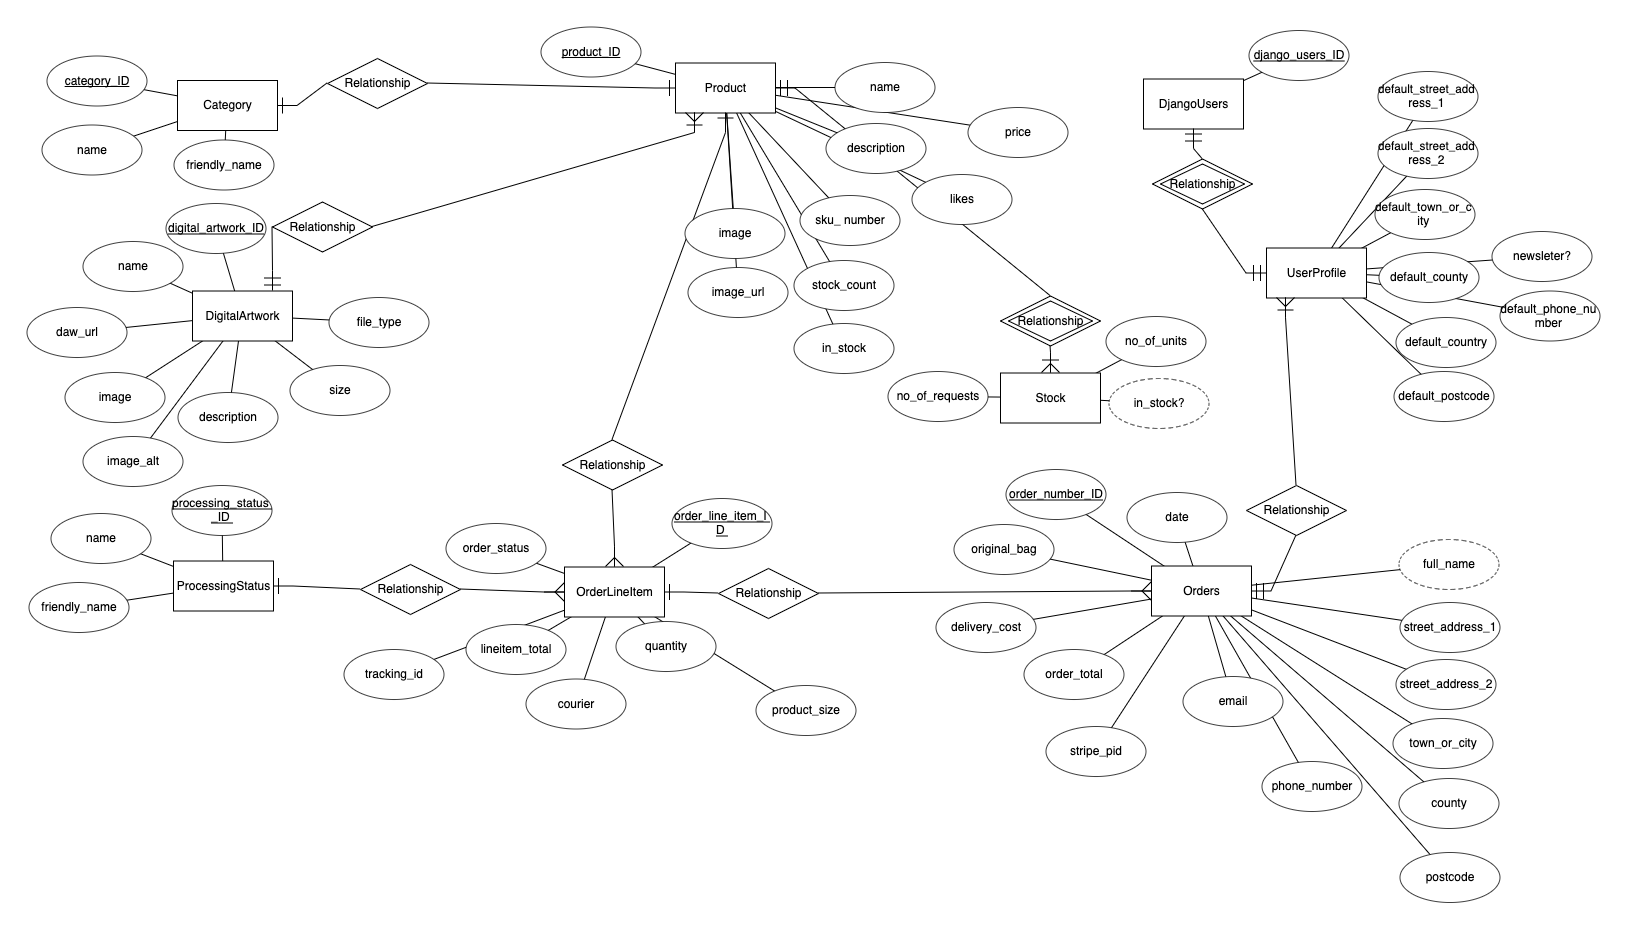 product_ID
django_users_ID
category_ID
Relationship
Product
name
default_street_add
ress_1
Category
DjangoUsers
price
name
friendly_name
description
default_street_add
ress_2
Relationship
likes
digital_artwork_ID
Relationship
image
sku_ number
default_town_or_c
ity
name
UserProfile
newsleter?
default_county
image_url
stock_count
DigitalArtwork
file_type
Relationship
default_phone_nu
mber
daw_url
in_stock
no_of_units
default_country
image
size
no_of_requests
Stock
in_stock?
default_postcode
description
image_alt
Relationship
processing_status
_ID
order_number_ID
name
order_line_item_I
D
date
Relationship
order_status
original_bag
full_name
ProcessingStatus
Relationship
OrderLineItem
Relationship
Orders
friendly_name
delivery_cost
street_address_1
lineitem_total
quantity
tracking_id
order_total
street_address_2
courier
product_size
email
stripe_pid
town_or_city
phone_number
county
postcode